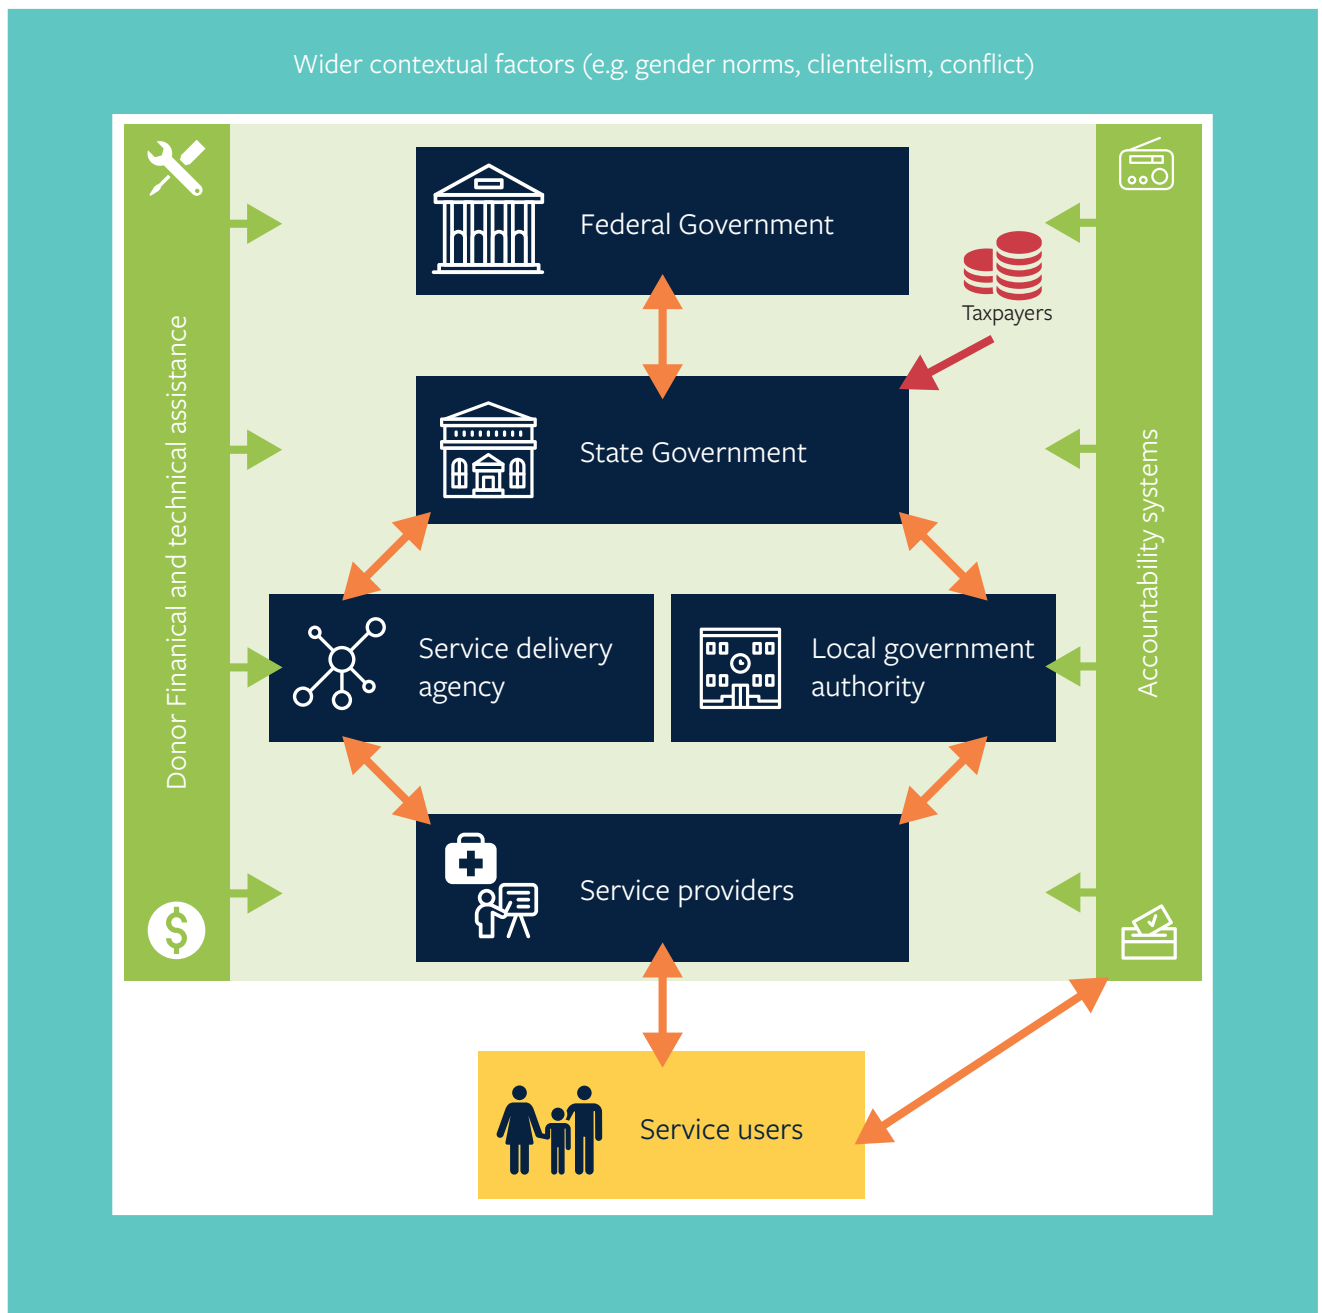 Wider contextual factors (e.g. gender norms, clientelism, conflict)
Federal Government
Taxpayers
State Government
Service delivery
agency
Local government
authority
Service providers
Service users
Donor Finanical and technical assistance
Accountability systems
$